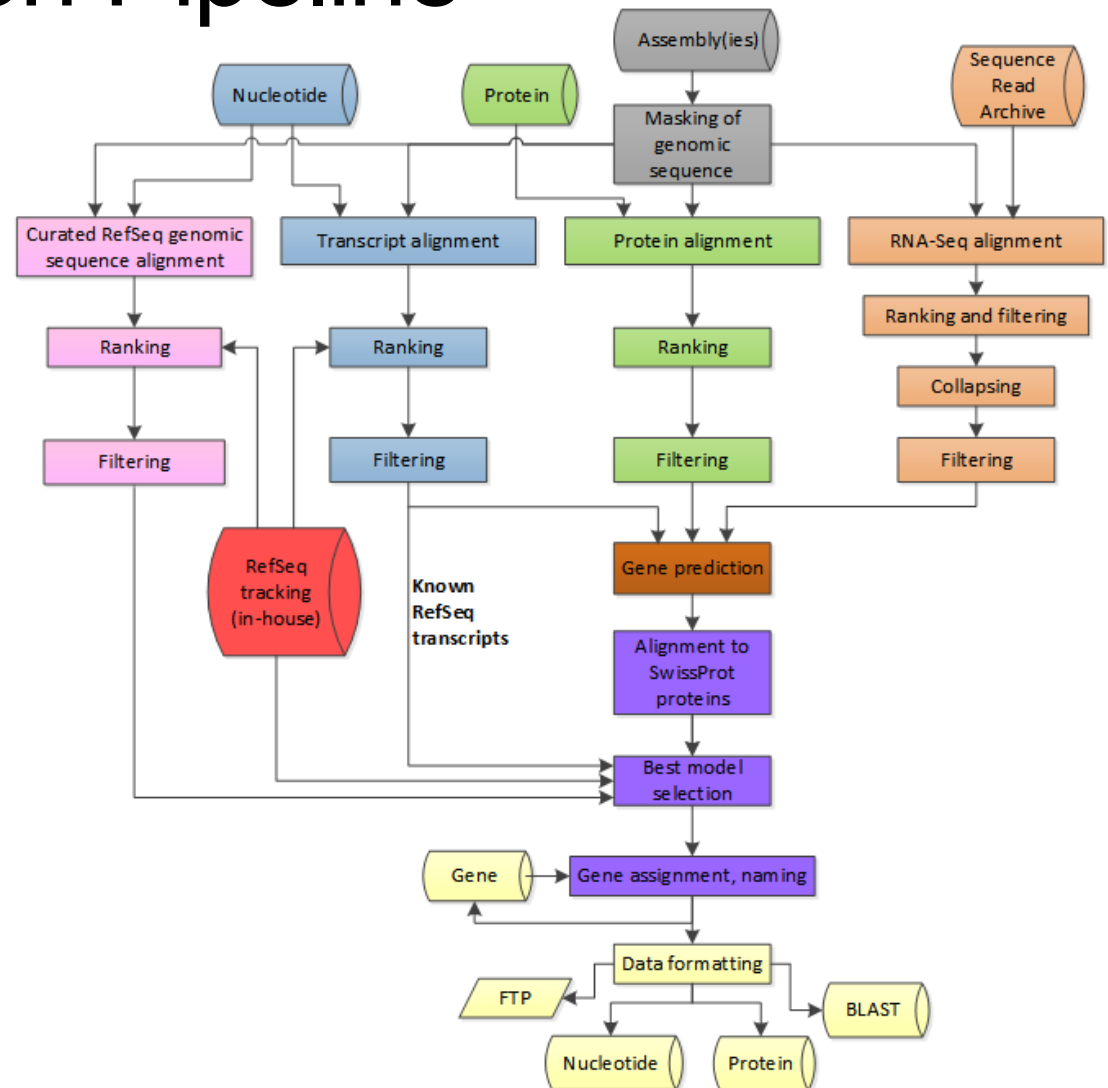 on Pipeline
Assembly(ies)
Nucleotide
Protein
Sequence
Read
Archive
Masking of
genomic
sequence
Curated RefSeq genomic
sequence alignment
Transcript alignment
Protein alignment
RNA-Seq alignment
Ranking and filtering
Ranking
Ranking
Ranking
Collapsing
Filtering
Filtering
Filtering
Filtering
RefSeq
tracking
(in-house)
Known
RefSeq
transcripts
Gene prediction
Alignment to
SwissProt
proteins
Best model
selection
Gene
Gene assignment, naming
Data formatting
FTP
BLAST
Nucleotide
Protein